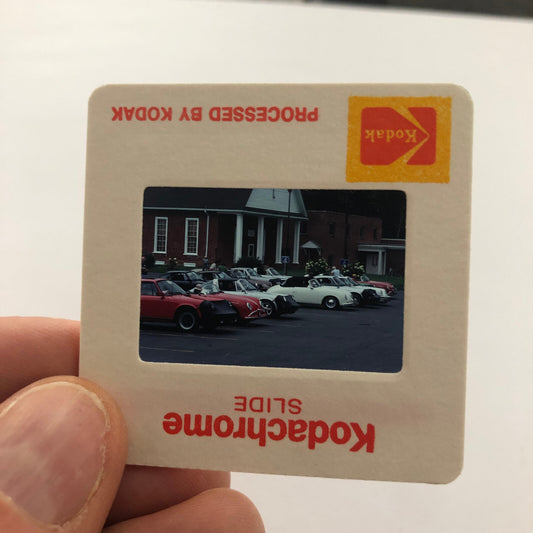 Kodachrome
SLIDE
Kodak
PROCESSED BY KODAK